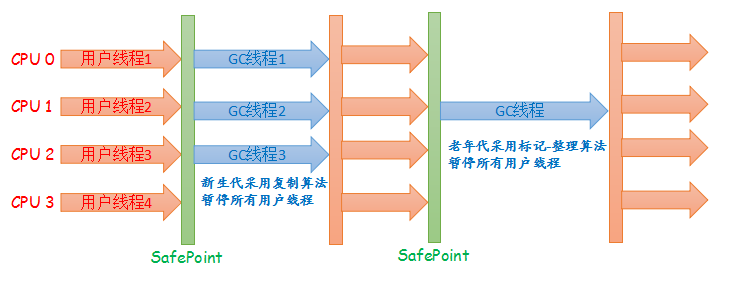 CPU 0
用户线程1
GC线程1
CPU 1
用户线程2
GC线程2
GC线程
CPU 2
用户线程3
GC线程3
老年代采用标记-整理算法
暂停所有用户线程
新生代采用复制算法
暂停所有用户线程
CPU 3
用户线程4
SafePoint
SafePoint